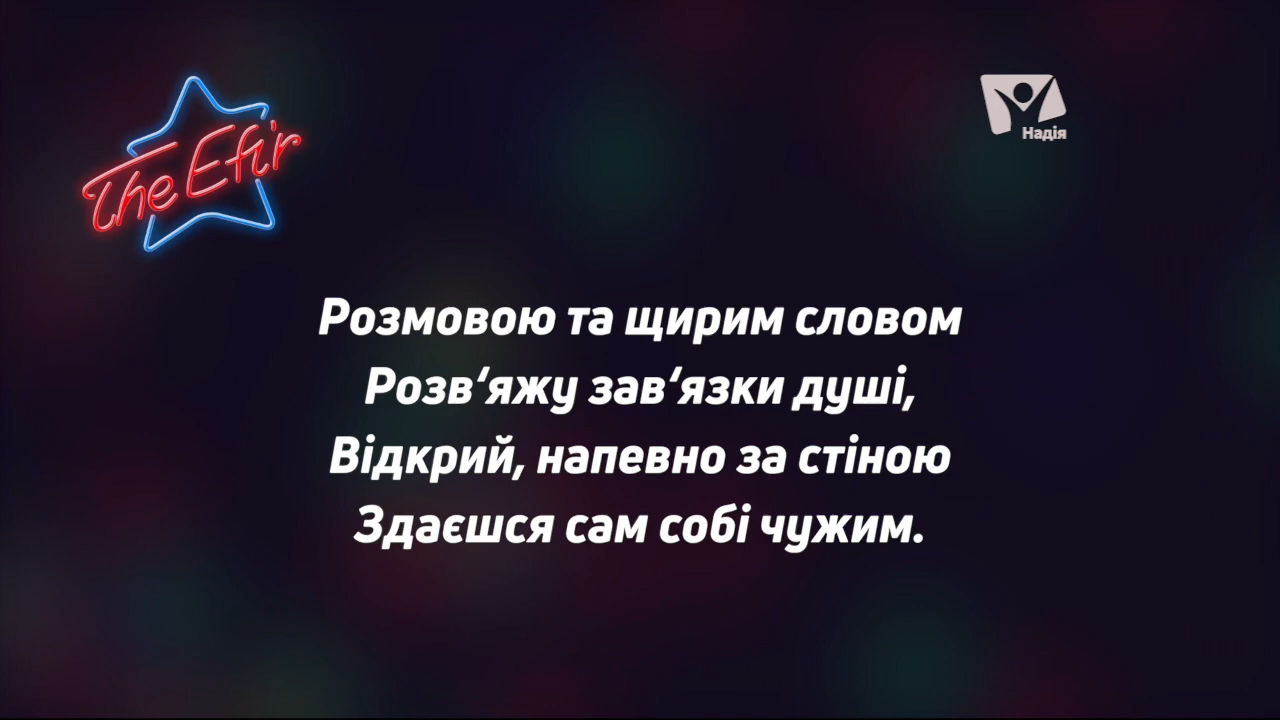 The Efir
Надія
Розмовою та щирим словом
Розв‘яжу зав‘язки душі,
Відкрий, напевно за стіною
Здаєшся сам собі чужим.